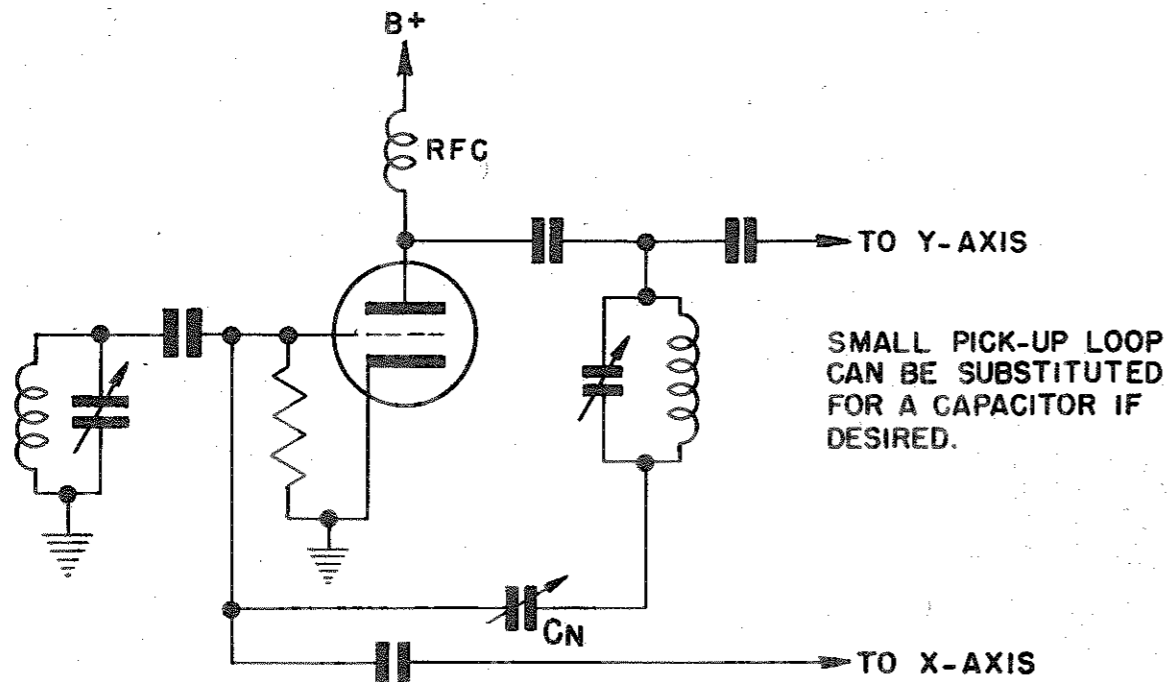 B+
RFC
TO Y-AXIS
SMALL PICK-UP LOOP
CAN BE SUBSTITUTED
FOR A CAPACITOR IF
DESIRED.
CN
TO X-AXIS